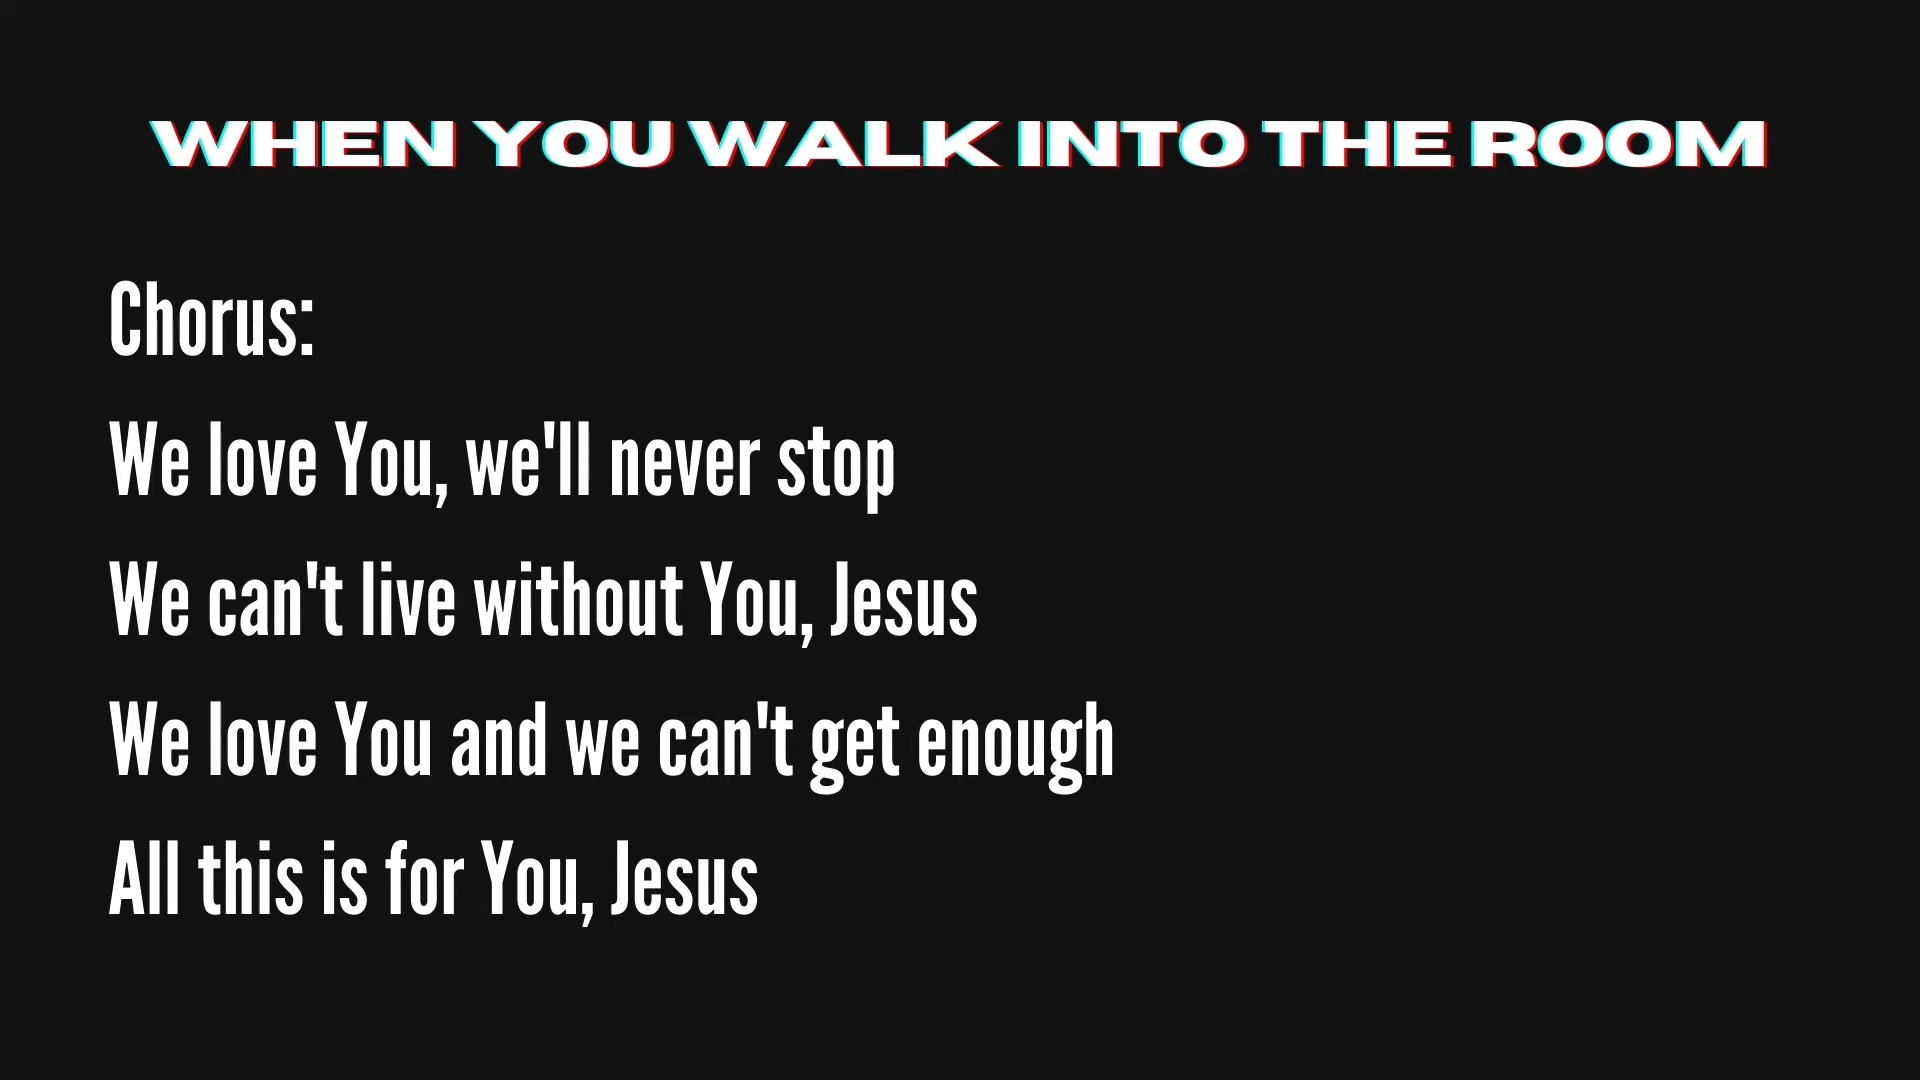 WHEN YOU WALK INTO THE ROOM
Chorus:
We love You, we'll never stop
We can't live without You, Jesus
We love You and we can't get enough
All this is for You, Jesus